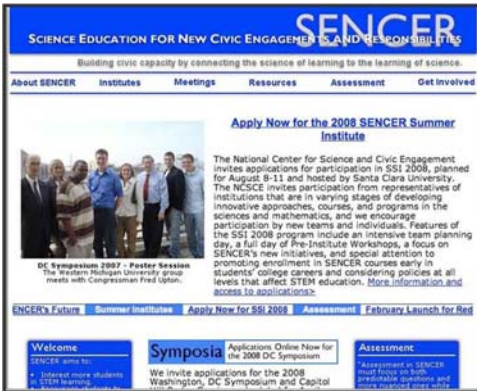 SENCER
SCIENCE EDUCATION FOR NEW CIVIC ENGAGEMENTS AND RESPONSIBILITIES
Building civic capacity by connecting the science of learning to the learning of science.
About SENCER Institutes Meetings Resources Assessment Get Involved
Apply Now for the 2008 SENCER Summer
Institute
The National Center for Science and Civic Engagement
invites applications for participation in SSI 2008, planned
for August 8-11 and hosted by Santa Clara University.
The NCSCE invites participation from representatives of
institutions that are in varying stages of developing
innovative approaches, courses, and programs in the
sciences and mathematics, and we encourage
participation by new teams and individuals. Features of
the SSI 2008 program include an intensive team planning
day, a full day of Pre-Institute Workshops, a focus on
SENCER's new initiatives, and special attention to
promoting enrollment in SENCER courses early in
students' college careers and considering policies at all
levels that affect STEM education. More information and
access to applications>
DC Symposium 2007 - Poster Session
The Western Michigan University group
meets with Congressman Fred Upton.
ENCER's Future Summer Institutes Apply Now for SSI 2008 Assessment February Launch for Red
Welcome
SENCER aims to:
• Interest more students
in STEM learning.
Symposia Applications Online Now for
the 2008 DC Symposium
We invite applications for the 2008
Washington, DC Symposium and Capitol
Assessment
"Assessment in SENCER
must focus on both
predictable questions and
more nuanced ones while